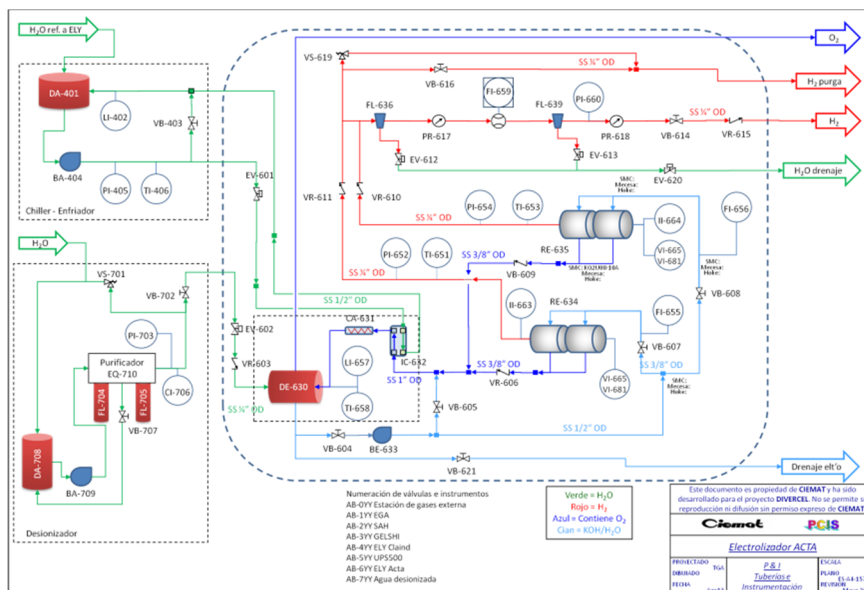 H₂O ref. a ELY
DA-401
LI-402
VB-403
BA-404
PI-405
TI-406
Chiller - Enfriador
EV-601
H₂O
VS-701
VB-702
PI-703
Purificador
EQ-710
FL-704
FL-705
CI-706
VB-707
DA-708
BA-709
Desionizador
EV-602
VR-603
SS ¼" OD
VS-619
SS ¼" OD
VB-616
FL-636
PR-617
FI-659
FL-639
PI-660
PR-618
VB-614
SS ¼" OD
VR-615
EV-612
EV-613
EV-620
O₂
H₂ purga
H₂
H₂O drenaje
VR-611
VR-610
PI-654
TI-653
SS ¼" OD
SMC:
Mecesa:
Hoke:
RE-635
II-664
VI-665
VI-681
FI-656
PI-652
TI-651
SS ¼" OD
SS 3/8" OD
VB-609
Mecesa:
Hoke:
VB-608
SS 1/2" OD
II-663
RE-634
FI-655
VB-607
SS 3/8" OD
VI-665
VI-681
SMC:
Mecesa:
Hoke:
CA-631
IC-632
LI-657
TI-658
DE-630
SS 1" OD
SS 3/8" OD
VR-606
VB-605
SS 1/2" OD
VB-604
BE-633
VB-621
Drenaje elt'o
Numeración de válvulas e instrumentos
AB-0YY Estación de gases externa
AB-1YY EGA
AB-2YY SAH
AB-3YY GELSHI
AB-4YY ELY Claind
AB-5YY UPS500
AB-6YY ELY Acta
AB-7YY Agua desionizada
Verde = H₂O
Rojo = H₂
Azul = Contiene O₂
Cian = KOH/H₂O
Este documento es propiedad de CIEMAT y ha sido
desarrollado para el proyecto DIVERCEL. No se permite s
reproducción ni difusión sin permiso expreso de CIEMAT
Ciemat
PCIS
Electrolizador ACTA
PROYECTADO
TGA
DIBUJADO
FECHA
P & I
Tuberías e
Instrumentación
ESCALA
PLANO
REVISIÓN